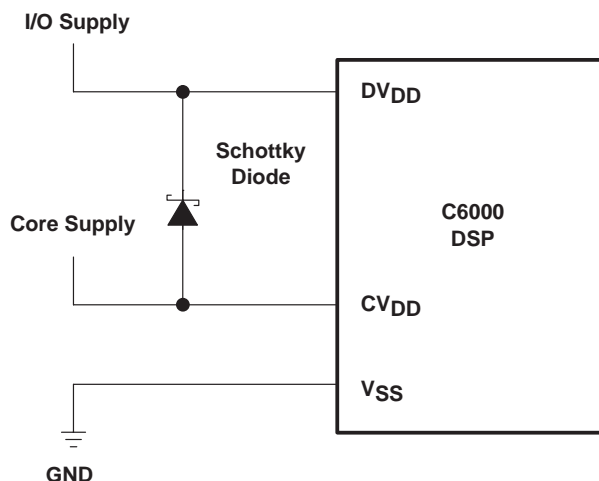 I/O Supply
DVDD
Schottky
Diode
C6000
DSP
Core Supply
CVDD
VSS
GND